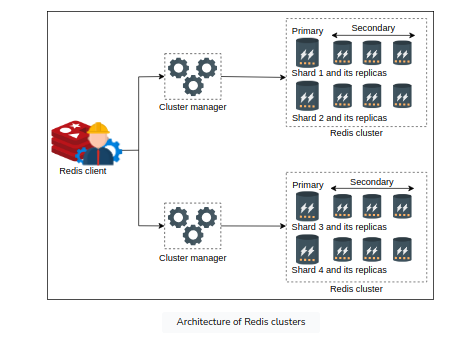 Primary
Secondary
Shard 1 and its replicas
Cluster manager
Shard 2 and its replicas
Redis cluster
Redis client
Primary
Secondary
Shard 3 and its replicas
Cluster manager
Shard 4 and its replicas
Redis cluster
Architecture of Redis clusters